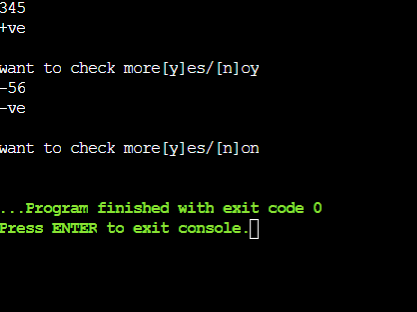 345
+ve
want to check more[y]es/[n]oy
-56
-ve
want to check more[y]es/[n]on
...Program finished with exit code 0
Press ENTER to exit console.